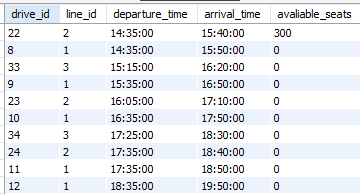 drive_id line_id departure_time arrival_time avaliable_seats
22 2 14:35:00 15:40:00 300
8 1 14:35:00 15:50:00 0
33 3 15:15:00 16:20:00 0
9 1 15:35:00 16:50:00 0
23 2 16:05:00 17:10:00 0
10 1 16:35:00 17:50:00 0
34 3 17:25:00 18:30:00 0
24 2 17:35:00 18:40:00 0
11 1 17:35:00 18:50:00 0
12 1 18:35:00 19:50:00 0